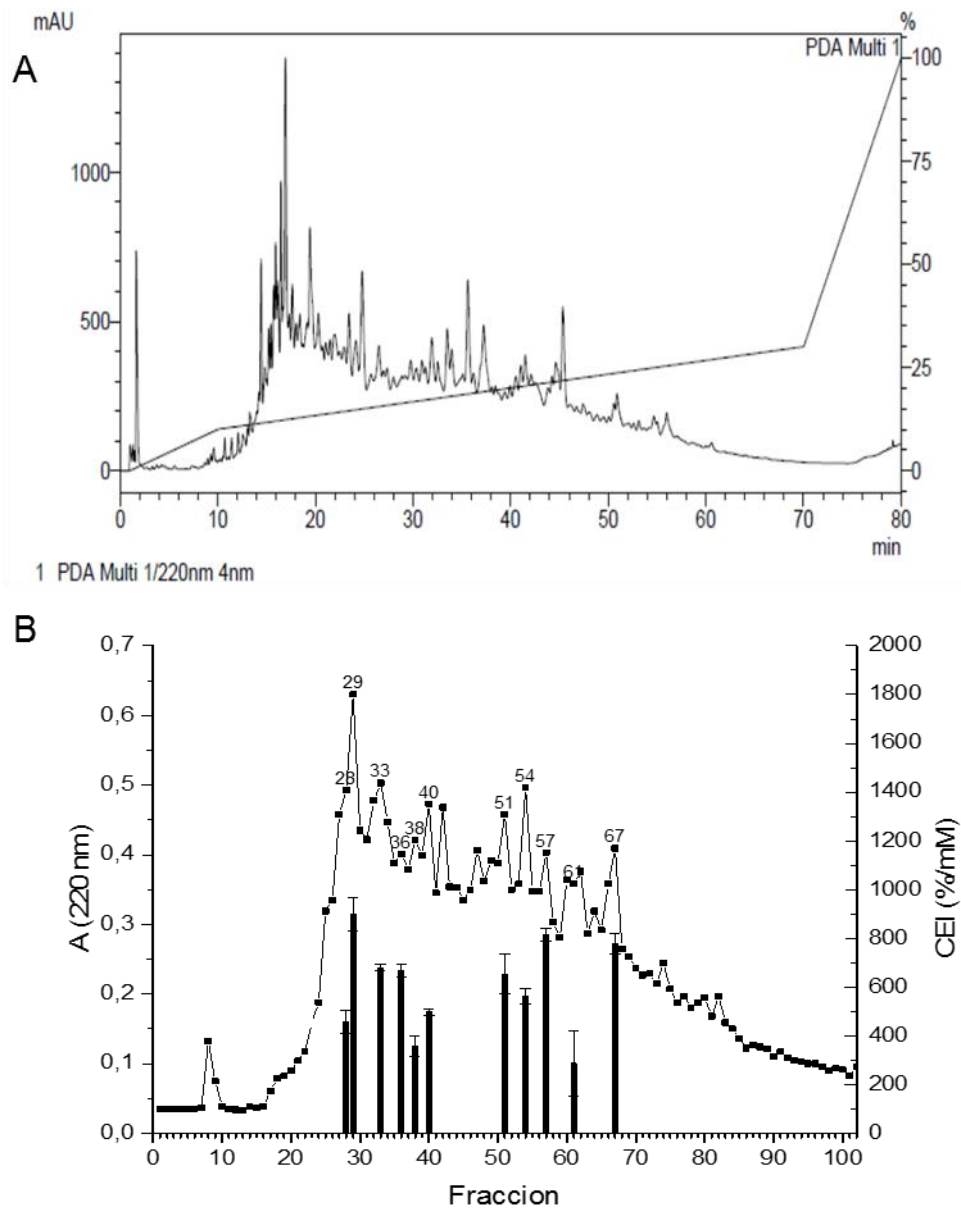 mAU
%
A
PDA Multi 1
100
1000
75
50
500
25
0
0
0 10 20 30 40 50 60 70 80
min
1 PDA Multi 1/220nm 4nm
B
0,7
2000
29
1800
0,6
1600
28 33 54
0,5
1400
40 51
36 38 57 67
1200
0,4
61
A (220 nm)
1000
CEI (%/mM)
0,3
800
0,2
600
400
0,1
200
0,0
0
0 10 20 30 40 50 60 70 80 90 100
Fraccion